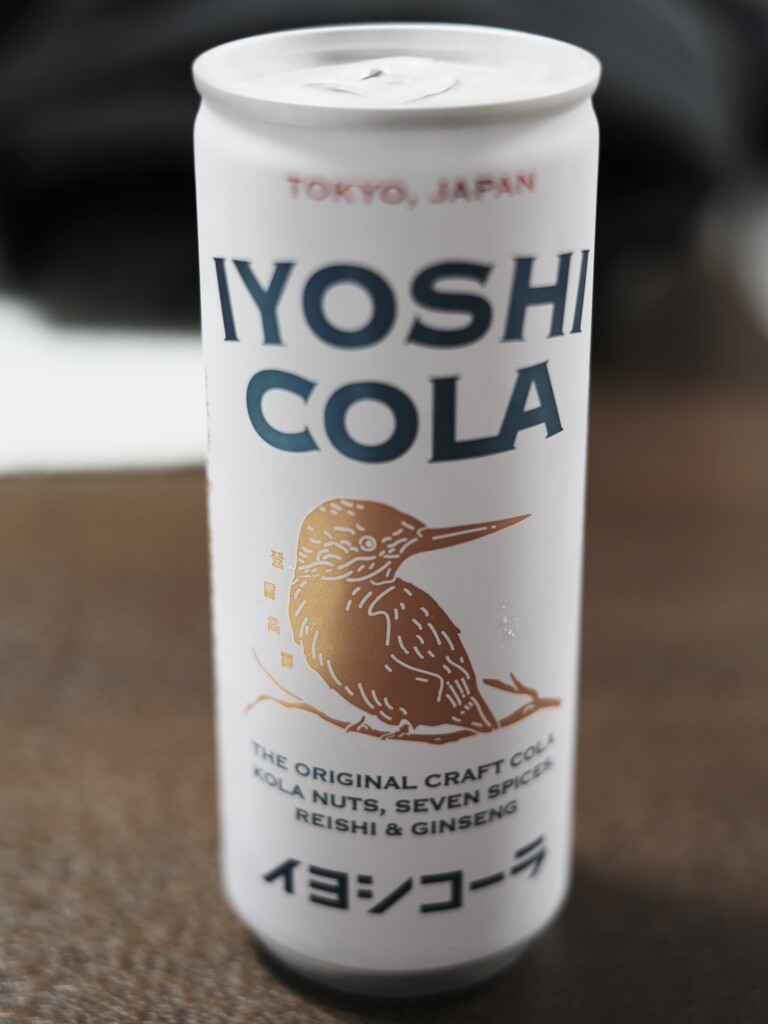 TOKYO, JAPAN
IYOSHI
COLA
THE ORIGINAL CRAFT COLA
KOLA NUTS, SEVEN SPICES,
REISHI & GINSENG
イヨシコーラ